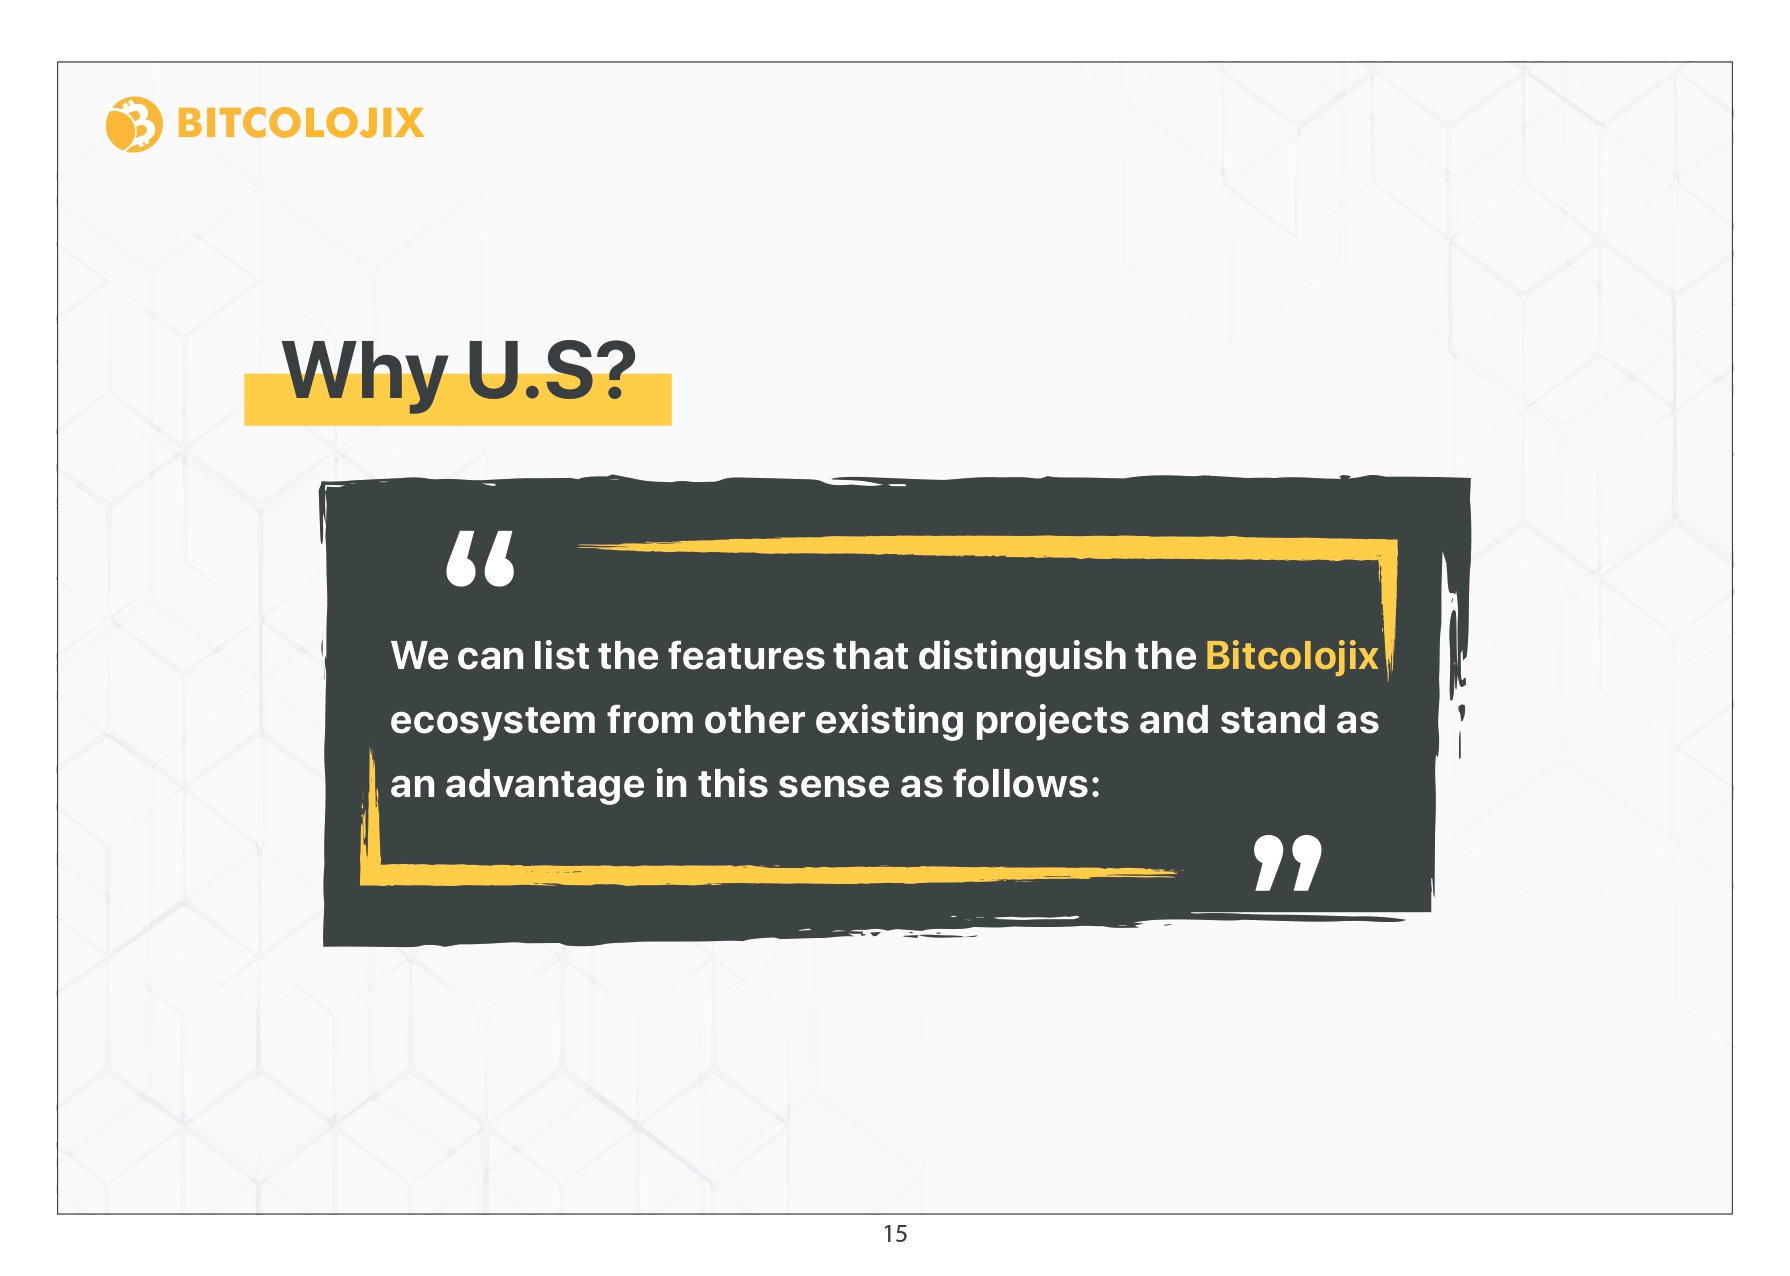 BITCOLOJIX
Why U.S?
“
We can list the features that distinguish the Bitcolojix
ecosystem from other existing projects and stand as
an advantage in this sense as follows:
”
15